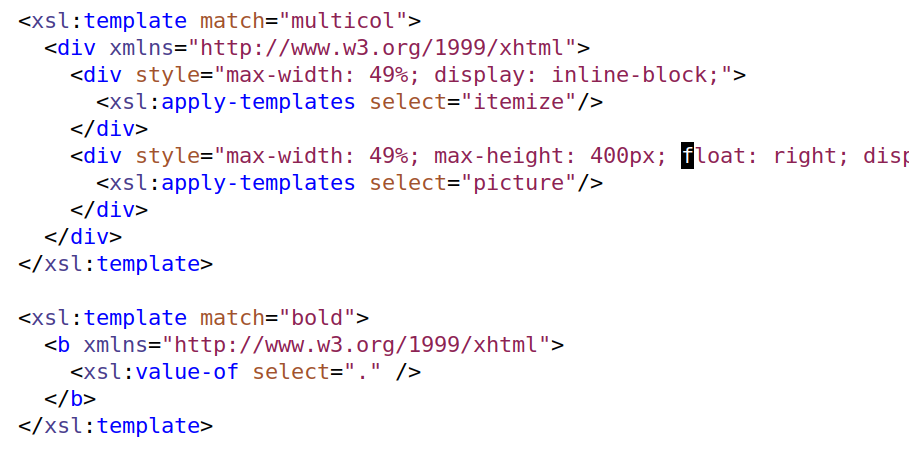 <xsl:template match="multicol">
  <div xmlns="http://www.w3.org/1999/xhtml">
    <div style="max-width: 49%; display: inline-block;">
      <xsl:apply-templates select="itemize"/>
    </div>
    <div style="max-width: 49%; max-height: 400px; float: right; disp
      <xsl:apply-templates select="picture"/>
    </div>
  </div>
</xsl:template>

<xsl:template match="bold">
  <b xmlns="http://www.w3.org/1999/xhtml">
    <xsl:value-of select="." />
  </b>
</xsl:template>